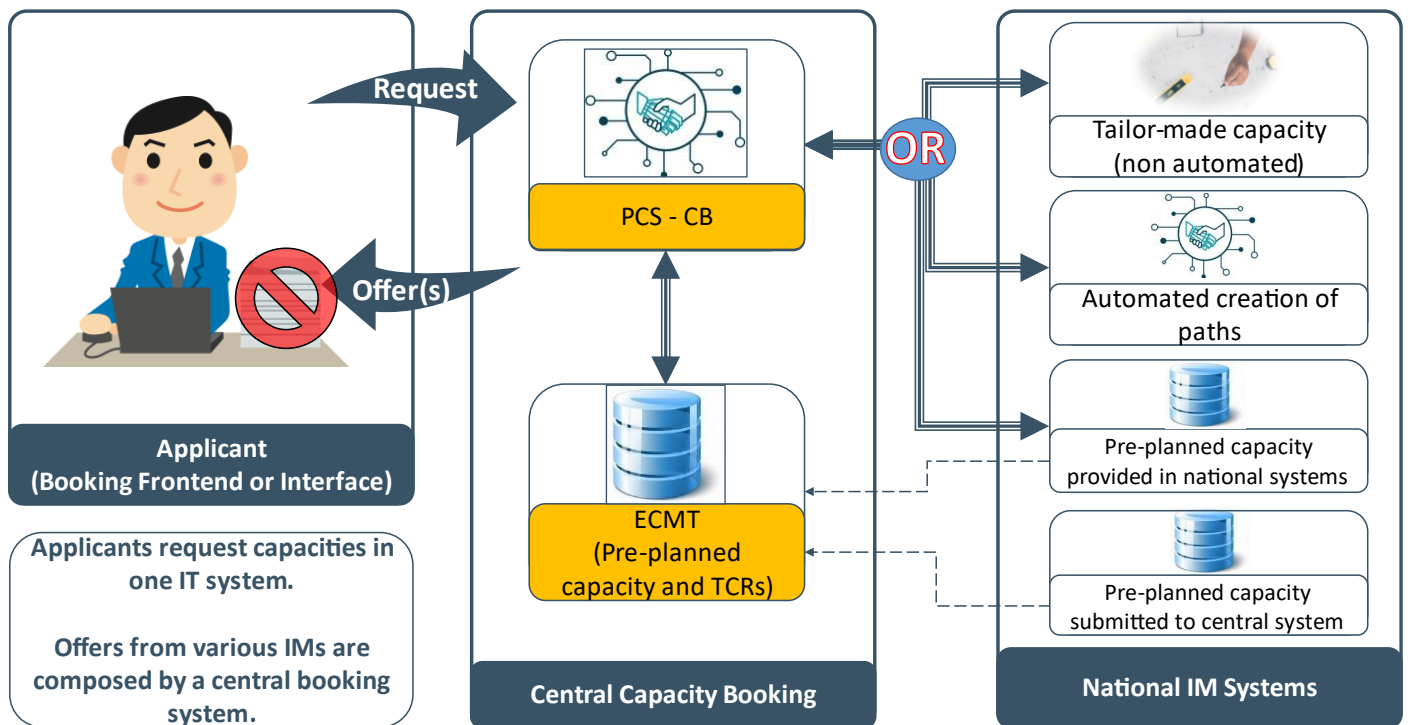 Request
Offer(s)
Applicant
(Booking Frontend or Interface)
Applicants request capacities in
one IT system.
Offers from various IMs are
composed by a central booking
system.
PCS - CB
ECMT
(Pre-planned
capacity and TCRs)
Central Capacity Booking
OR
Tailor-made capacity
(non automated)
Automated creation of
paths
Pre-planned capacity
provided in national systems
Pre-planned capacity
submitted to central system
National IM Systems